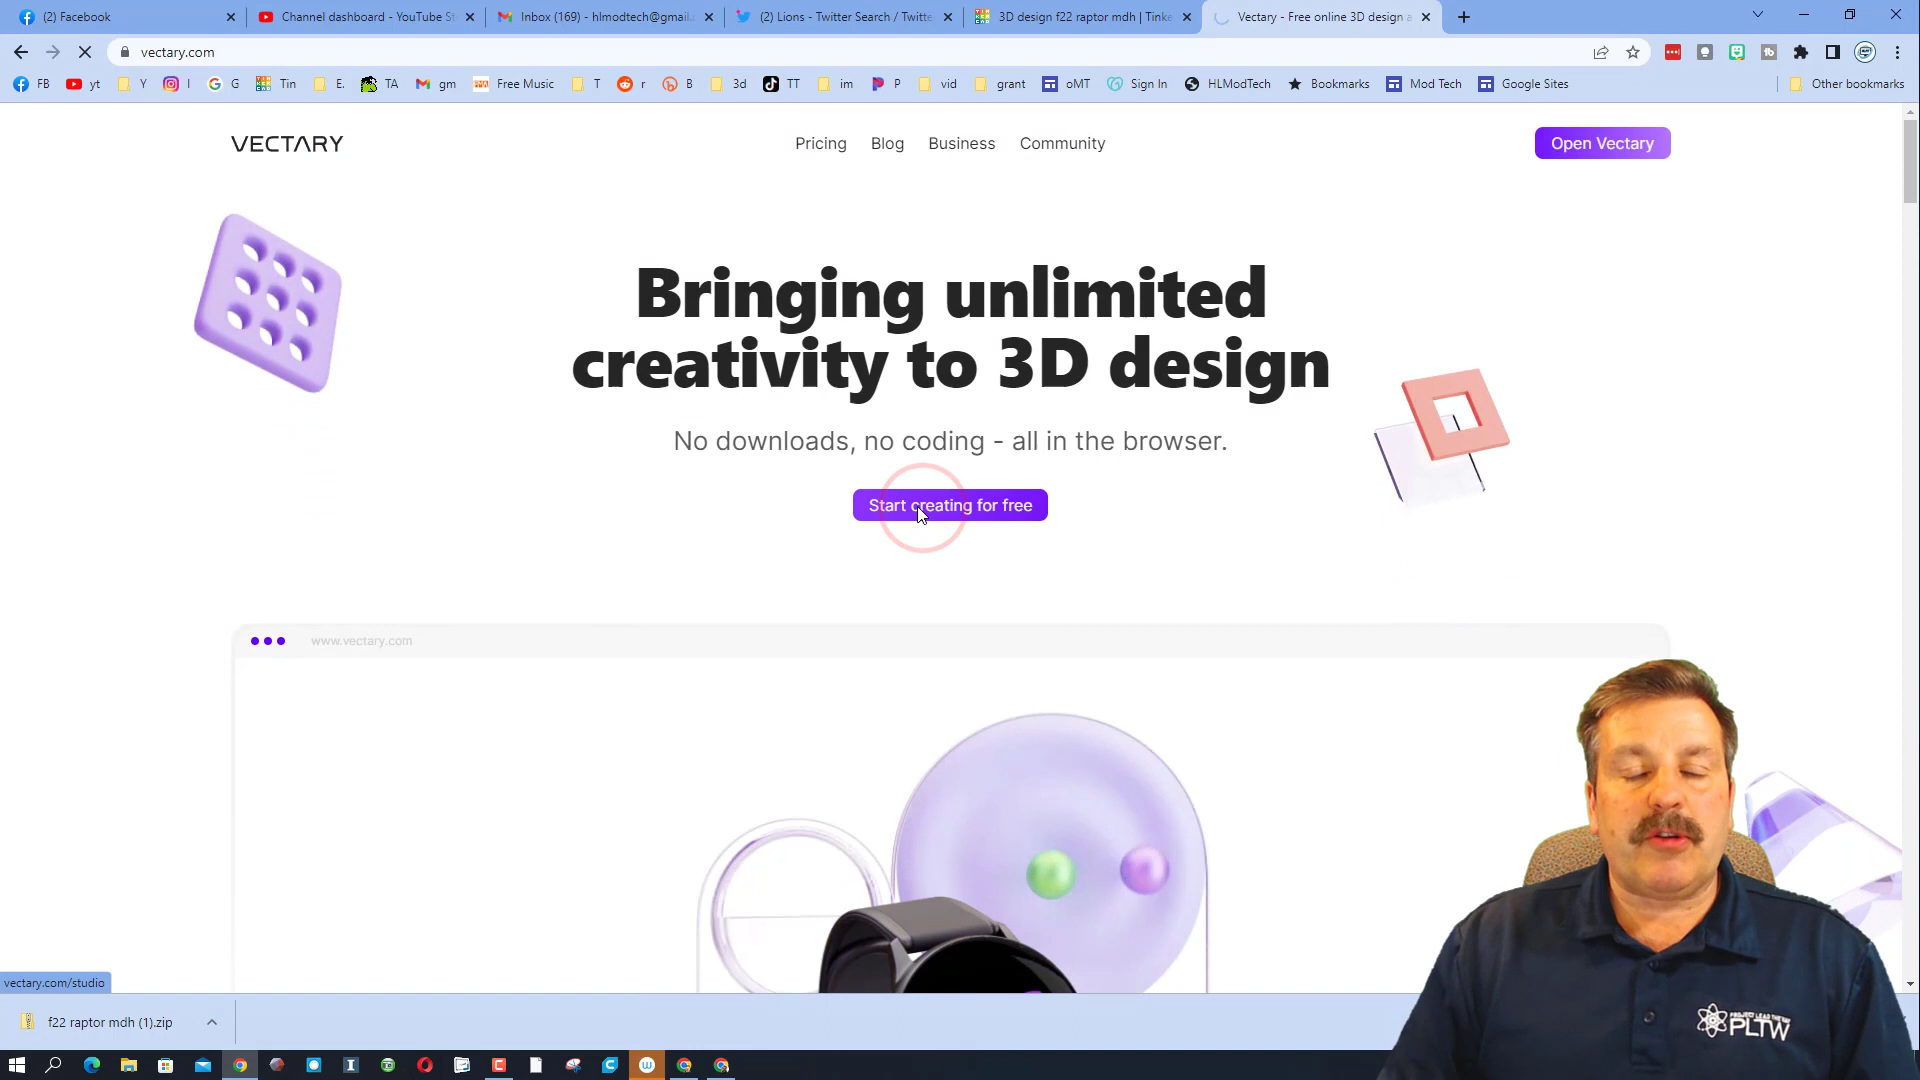 (2) Facebook
Channel dashboard - YouTube St
Inbox (169) - hlmodtech@gmail.
(2) Lions - Twitter Search / Twitte
3D design f22 raptor mdh | Tinke
Vectary - Free online 3D design a
vectary.com
FB
yt
Y
I
G
Tin
E.
TA
gm
Free Music
T
r
B
3d
TT
im
P
vid
grant
oMT
Sign In
HLModTech
Bookmarks
Mod Tech
Google Sites
Other bookmarks
VECTARY
Pricing
Blog
Business
Community
Open Vectary
Bringing unlimited
creativity to 3D design
No downloads, no coding - all in the browser.
Start creating for free
www.vectary.com
vectary.com/studio
f22 raptor mdh (1).zip
PROJECT LEAD THE WAY
PLTW